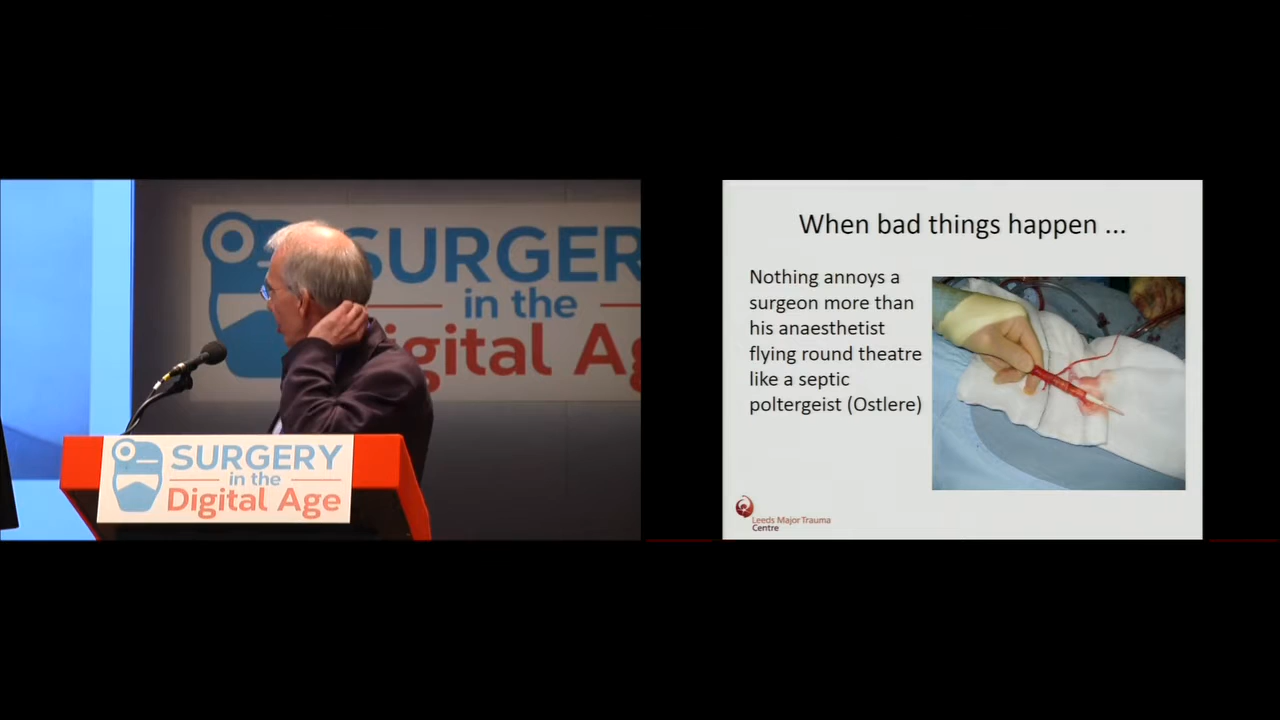 SURGER
in the
igital Ag
SURGERY
in the
Digital Age
When bad things happen ...
Nothing annoys a
surgeon more than
his anaesthetist
flying round theatre
like a septic
poltergeist (Ostlere)
Leeds Major Trauma
Centre